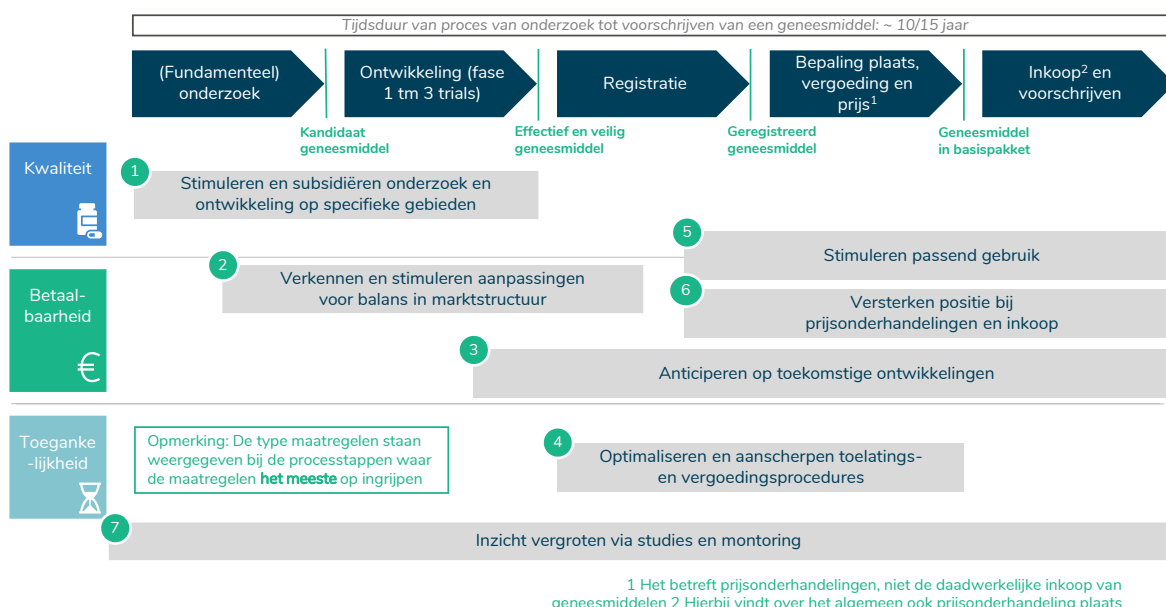 Tijdsduur van proces van onderzoek tot voorschrijven van een geneesmiddel: ~ 10/15 jaar
(Fundamenteel)
onderzoek
Ontwikkeling (fase
1 tm 3 trials)
Registratie
Bepaling plaats,
vergoeding en
prijs¹
Inkoop² en
voorschrijven
Kandidaat
geneesmiddel
Effectief en veilig
geneesmiddel
Geregistreerd
geneesmiddel
Geneesmiddel
in basispakket
Kwaliteit
1
Stimuleren en subsidiëren onderzoek en
ontwikkeling op specifieke gebieden
5
Stimuleren passend gebruik
2
Verkennen en stimuleren aanpassingen
voor balans in marktstructuur
Betaal-
baarheid
€
6
Versterken positie bij
prijsonderhandelingen en inkoop
3
Anticiperen op toekomstige ontwikkelingen
Toeganke
-lijkheid
Opmerking: De type maatregelen staan
weergegeven bij de processtappen waar
de maatregelen het meeste op ingrijpen
4
Optimaliseren en aanscherpen toelatings-
en vergoedingsprocedures
7
Inzicht vergroten via studies en montoring
1 Het betreft prijsonderhandelingen, niet de daadwerkelijke inkoop van
geneesmiddelen 2 Hierbij vindt over het algemeen ook prijsonderhandeling plaats